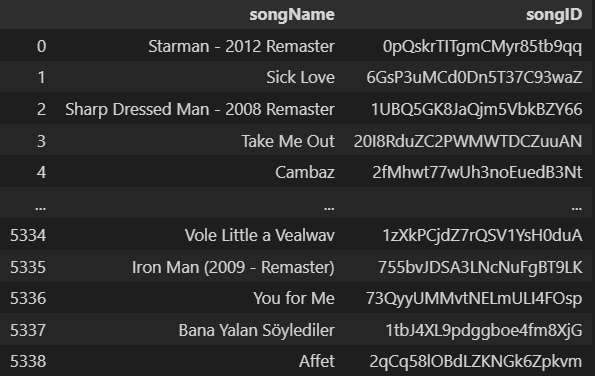 songName songID
0 Starman - 2012 Remaster 0pQskrTITgmCMyr85tb9qq
1 Sick Love 6GsP3uMCd0Dn5T37C93waZ
2 Sharp Dressed Man - 2008 Remaster 1UBQ5GK8JaQjm5VbkBZY66
3 Take Me Out 20I8RduZC2PWMWTDCZuuAN
4 Cambaz 2fMhwt77wUh3noEuedB3Nt
... ... ...
5334 Vole Little a Vealwav 1zXkPCjdZ7rQSV1YsH0duA
5335 Iron Man (2009 - Remaster) 755bvJDSA3LNcNuFgBT9LK
5336 You for Me 73QyyUMMvtNELmULI4FOsp
5337 Bana Yalan Söylediler 1tbJ4XL9pdggboe4fm8XjG
5338 Affet 2qCq58lOBdLZKNGk6Zpkvm